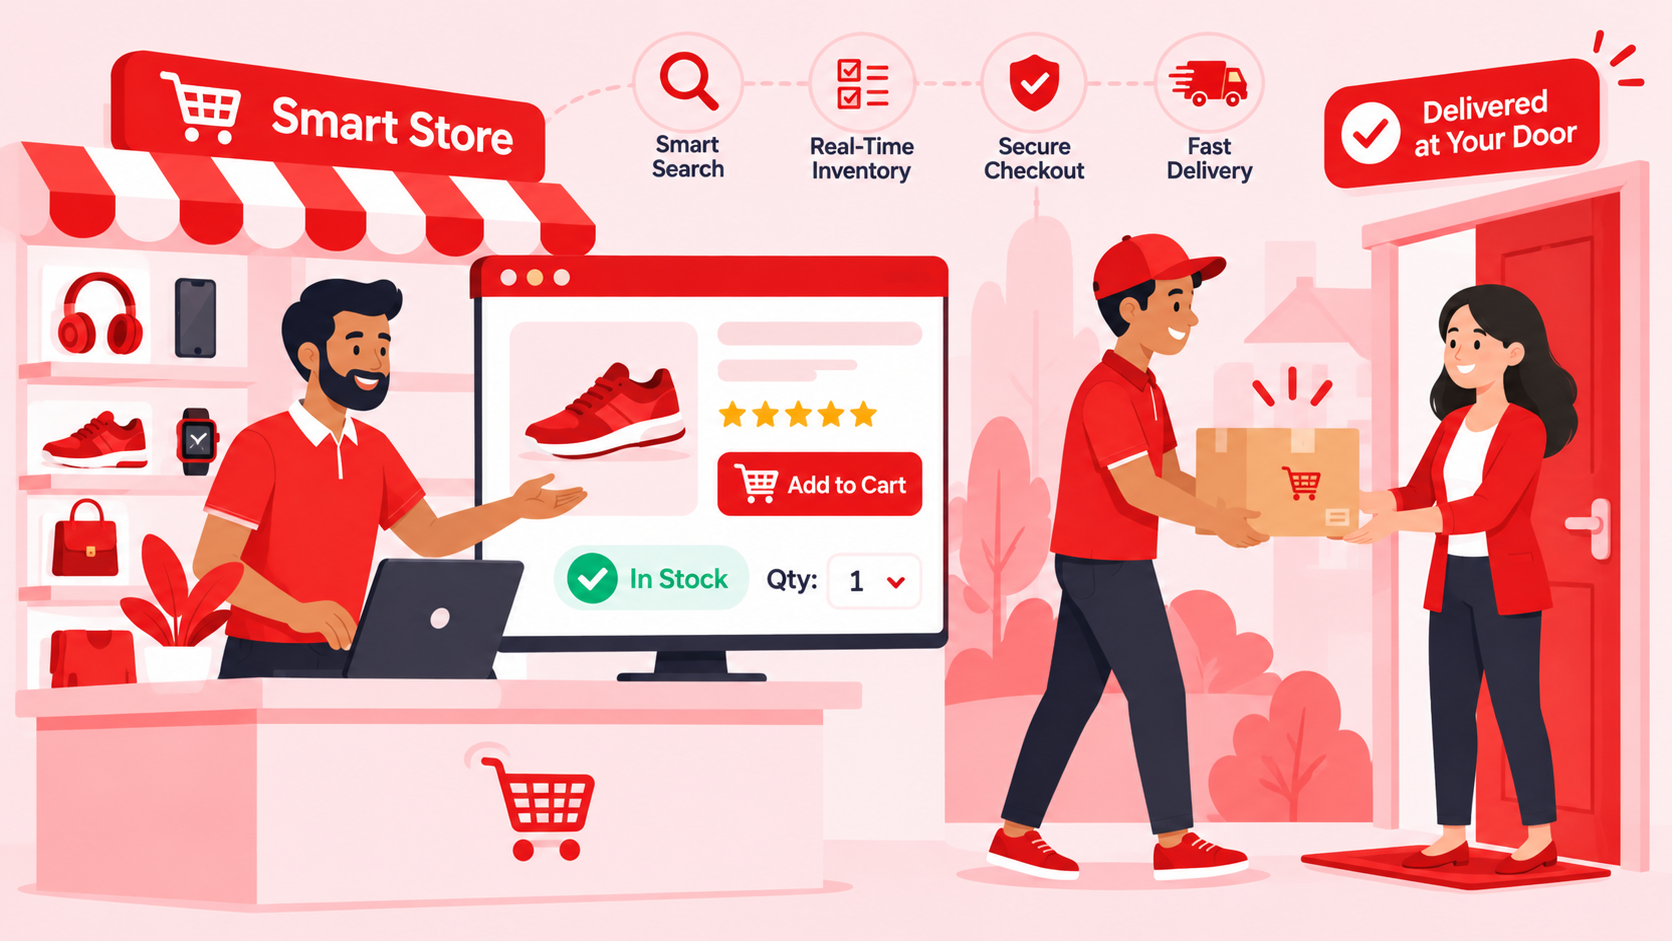 Smart Store
Smart
Search
Real-Time
Inventory
Secure
Checkout
Fast
Delivery
Delivered
at Your Door
Add to Cart
In Stock
Qty: 1